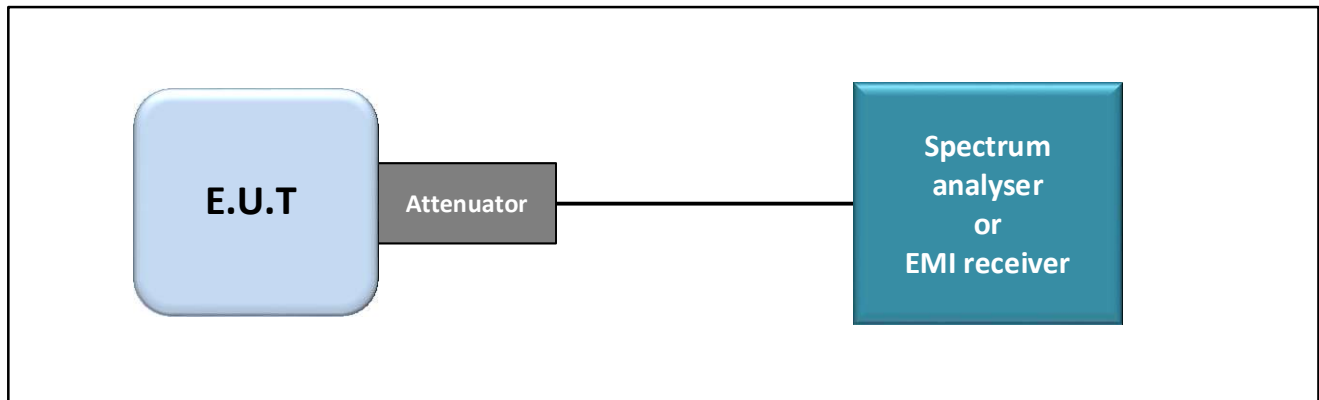 E.U.T
Attenuator
Spectrum
analyser
or
EMI receiver